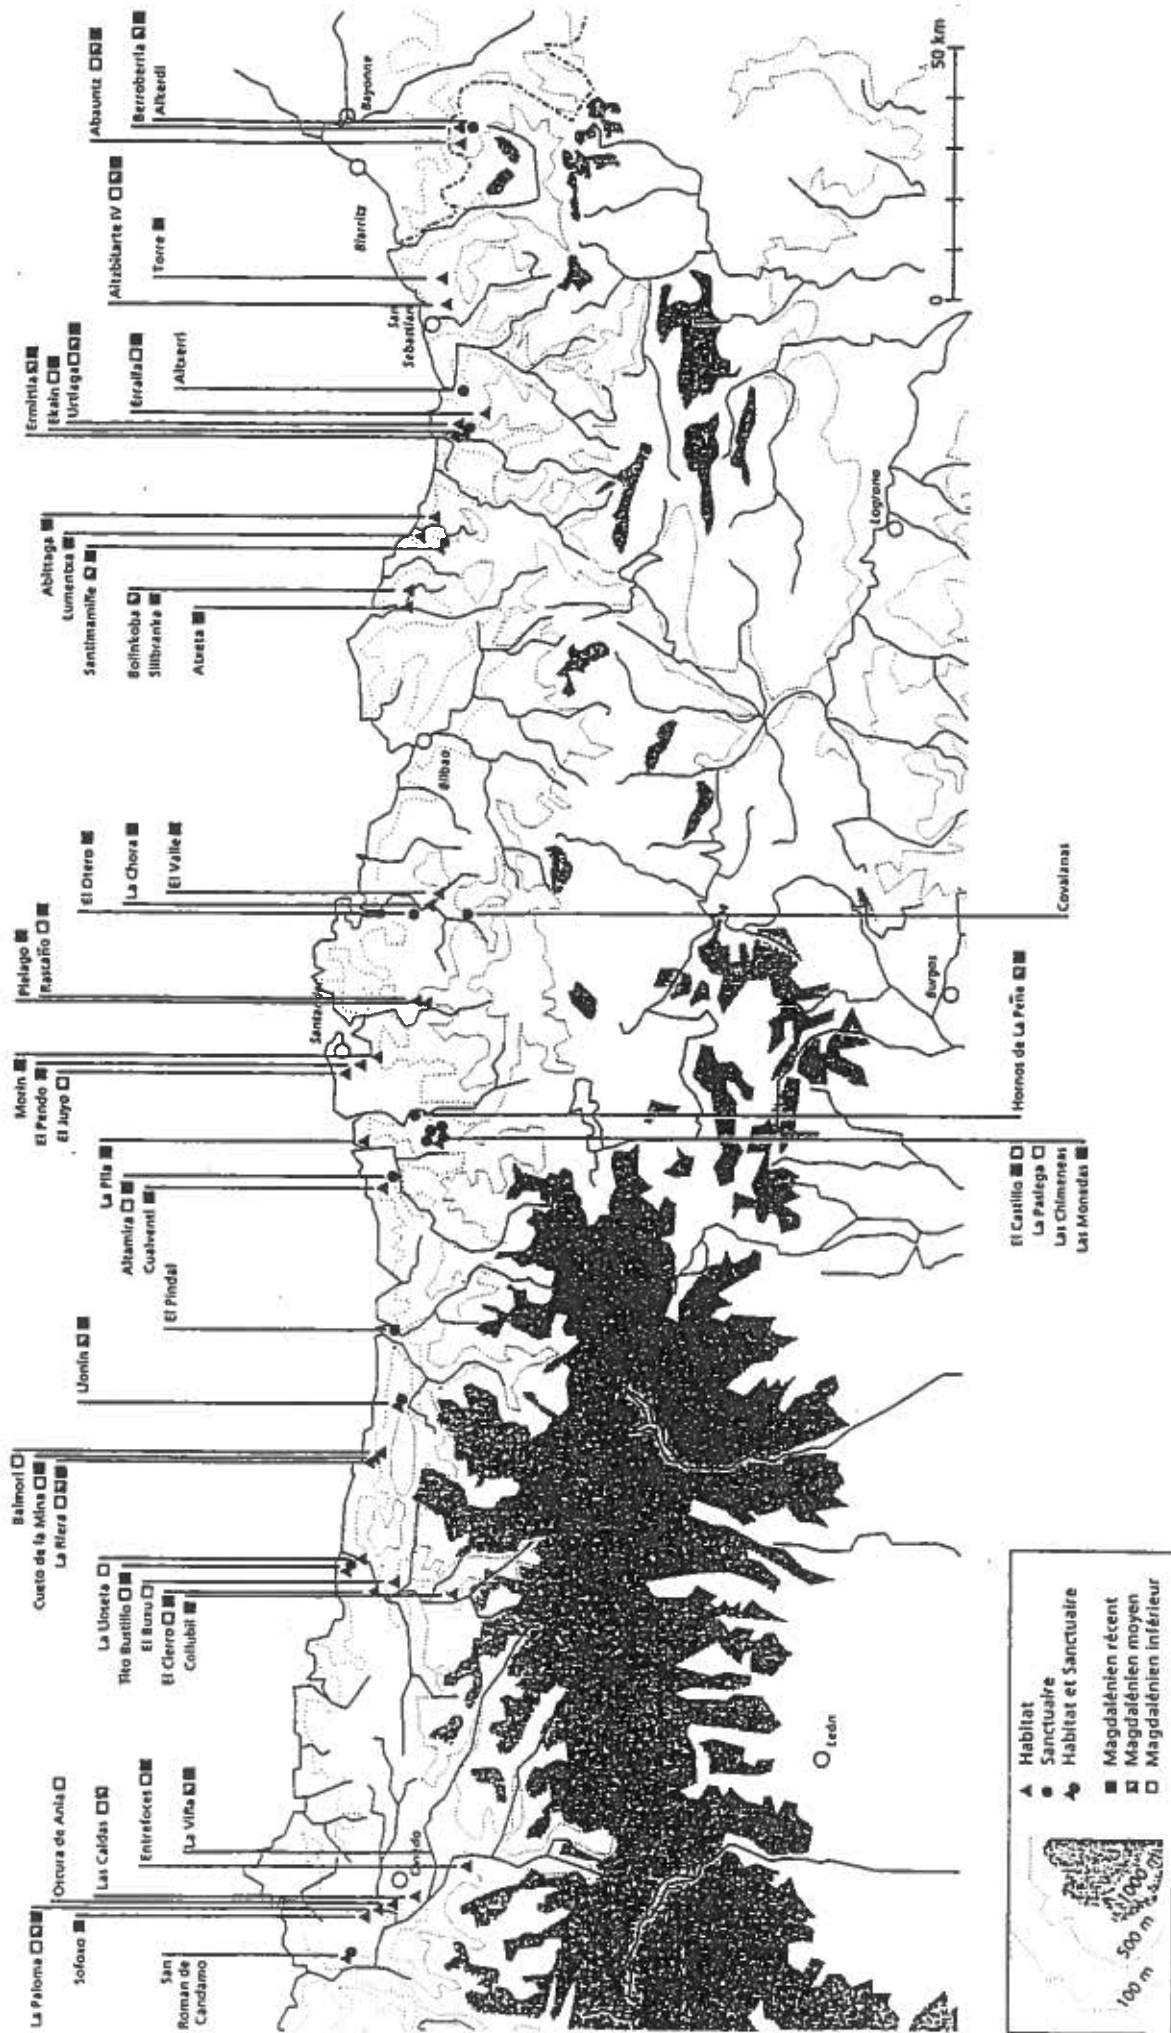 La Paloma □◪■
Sofoxo ■
San
Roman de
Candamo
Oscura de Ania □
Las Caldas □◪
Entrefoces □■
La Viña ◪■
La Lloseta □
Tito Bustillo □■
El Buxu □
El Cierro □■
Collubil ■
Balmori □
Cueto de la Mina □■
La Riera □◪■
Llonin ◪■
El Pindal
La Pila ■
Altamira □■
Cualventi ■
Morin ■
El Pendo ■
El Juyo □
Pielago ■
Rascaño □■
El Otero ■
La Chora ■
El Valle ■
Abittaga ■
Lumentxa ■
Santimamiñe ◪■
Bolinkoba ◪
Silibranka ■
Atxeta ■
Ermittia ◪■
Ekain □■
Urtiaga □◪■
Erralla □■
Altxerri
Aitzbitarte IV □◪■
Torre ■
Abauntz □◪■
Berroberria ◪■
Alkerdi
Oviedo
Santander
Bilbao
San
Sebastian
Biarritz
Bayonne
León
Burgos
Logrono
0
50 km
El Castillo ■□
La Pasiega □
Las Chimeneas
Las Monedas ■
Hornos de La Peña ◪■
Covalanas
100 m
500 m
1000
Habitat
Sanctuaire
Habitat et Sanctuaire
■ Magdalénien récent
◪ Magdalénien moyen
□ Magdalénien inférieur